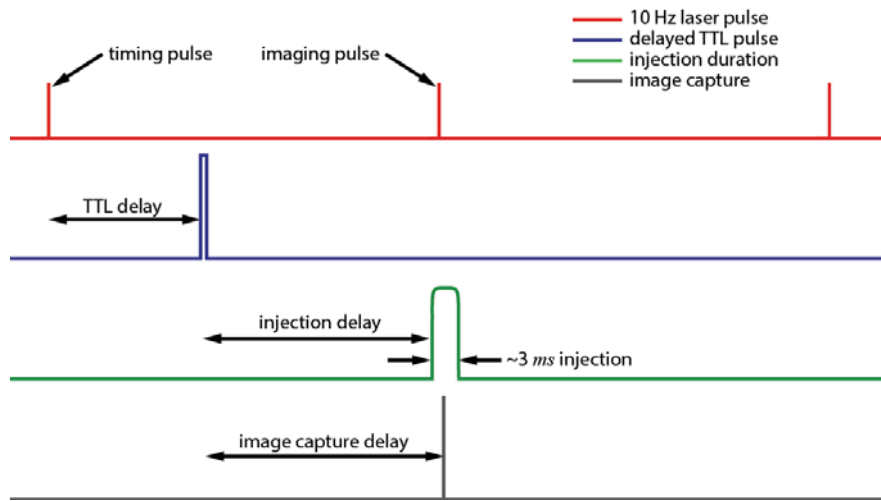 10 Hz laser pulse
delayed TTL pulse
injection duration
image capture
timing pulse
imaging pulse
TTL delay
injection delay
~3 ms injection
image capture delay